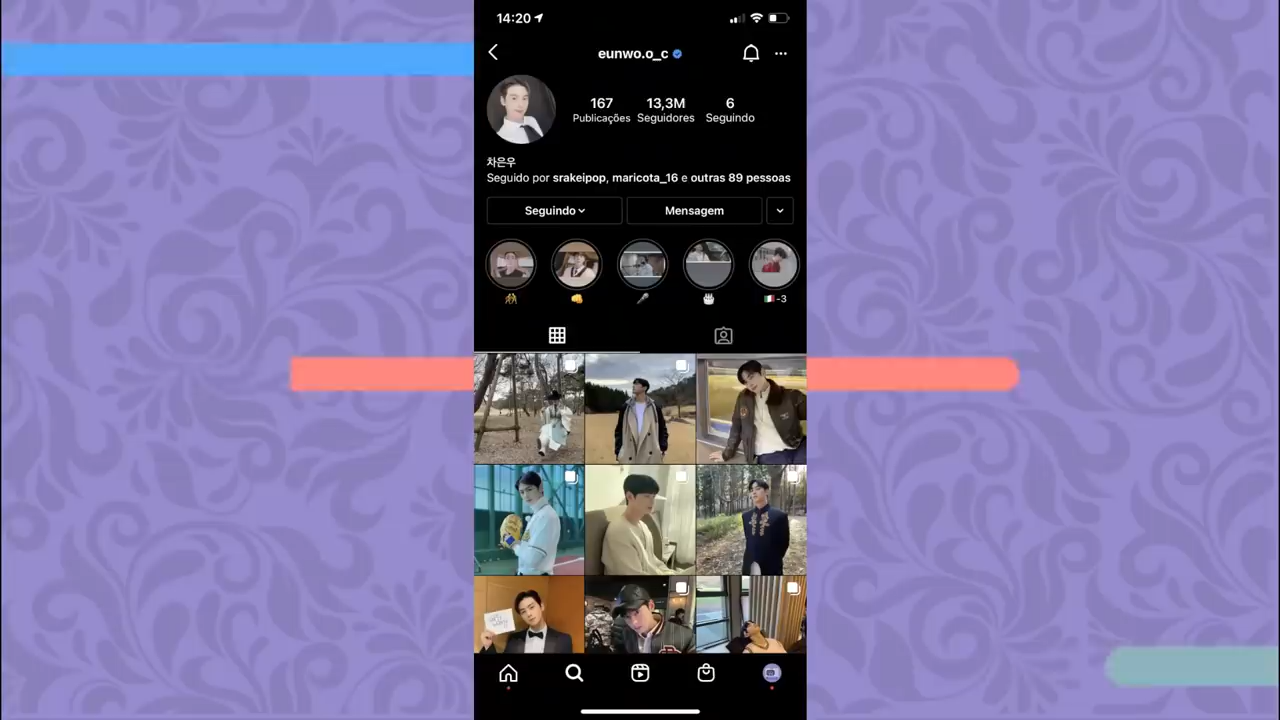 14:20
eunwo.o_c
167
13,3M
6
Publicações
Seguidores
Seguindo
차은우
Seguido por srakeipop, maricota_16 e outras 89 pessoas
Seguindo
Mensagem
-3